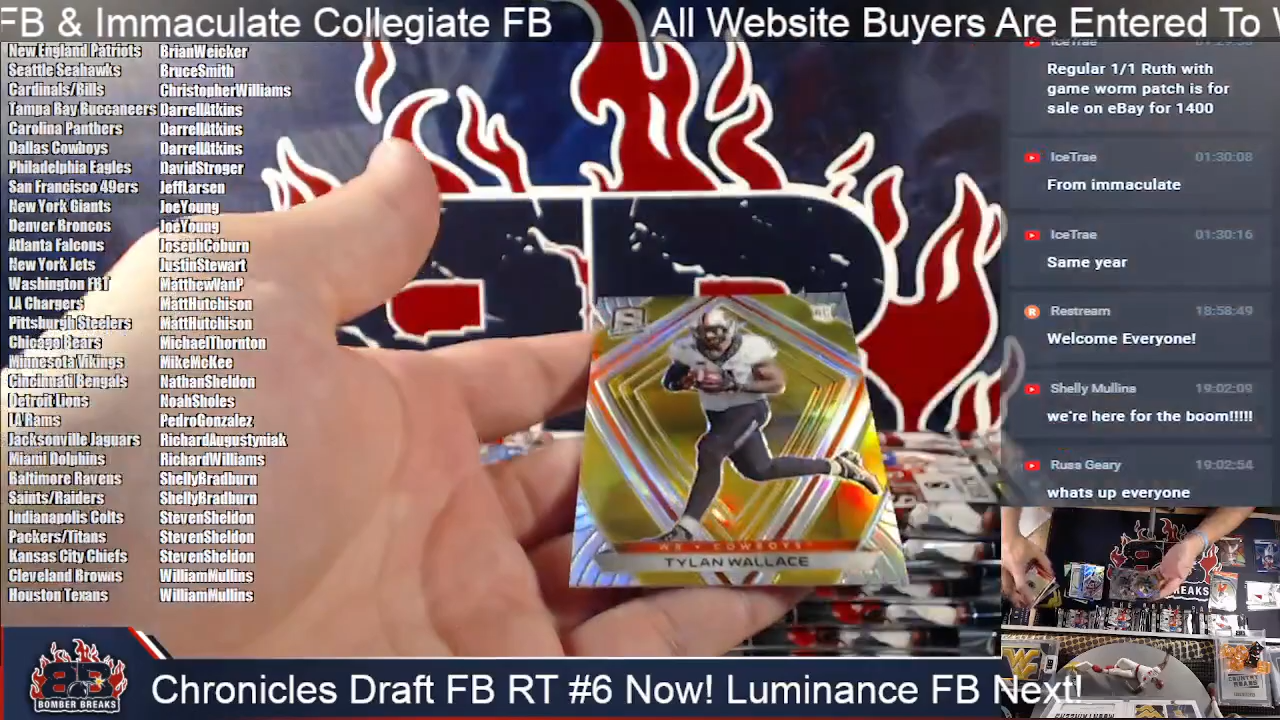 FB & Immaculate Collegiate FB All Website Buyers Are Entered To
New England Patriots BrianWeicker
Seattle Seahawks BruceSmith
Cardinals/Bills ChristopherWilliams
Tampa Bay Buccaneers DarrellAtkins
Carolina Panthers DarrellAtkins
Dallas Cowboys DarrellAtkins
Philadelphia Eagles DavidStroger
San Francisco 49ers JeffLarsen
New York Giants JoeYoung
Denver Broncos JoeYoung
Atlanta Falcons JosephCoburn
New York Jets JustinStewart
Washington FBT MatthewVanP
LA Chargers MattHutchison
Pittsburgh Steelers MattHutchison
Chicago Bears MichaelThornton
Minnesota Vikings MikeMcKee
Cincinnati Bengals NathanSheldon
Detroit Lions NoahSholes
LA Rams PedroGonzalez
Jacksonville Jaguars RichardAugustyniak
Miami Dolphins RichardWilliams
Baltimore Ravens ShellyBradburn
Saints/Raiders ShellyBradburn
Indianapolis Colts StevenSheldon
Packers/Titans StevenSheldon
Kansas City Chiefs StevenSheldon
Cleveland Browns WilliamMullins
Houston Texans WilliamMullins
IceTrae
Regular 1/1 Ruth with
game worm patch is for
sale on eBay for 1400
IceTrae 01:30:08
From immaculate
IceTrae 01:30:16
Same year
Restream 18:58:49
Welcome Everyone!
Shelly Mullins 19:02:09
we're here for the boom!!!!!
Russ Geary 19:02:54
whats up everyone
WR • COWBOYS
TYLAN WALLACE
BREAKS
BOMBER BREAKS
Chronicles Draft FB RT #6 Now! Luminance FB Next!